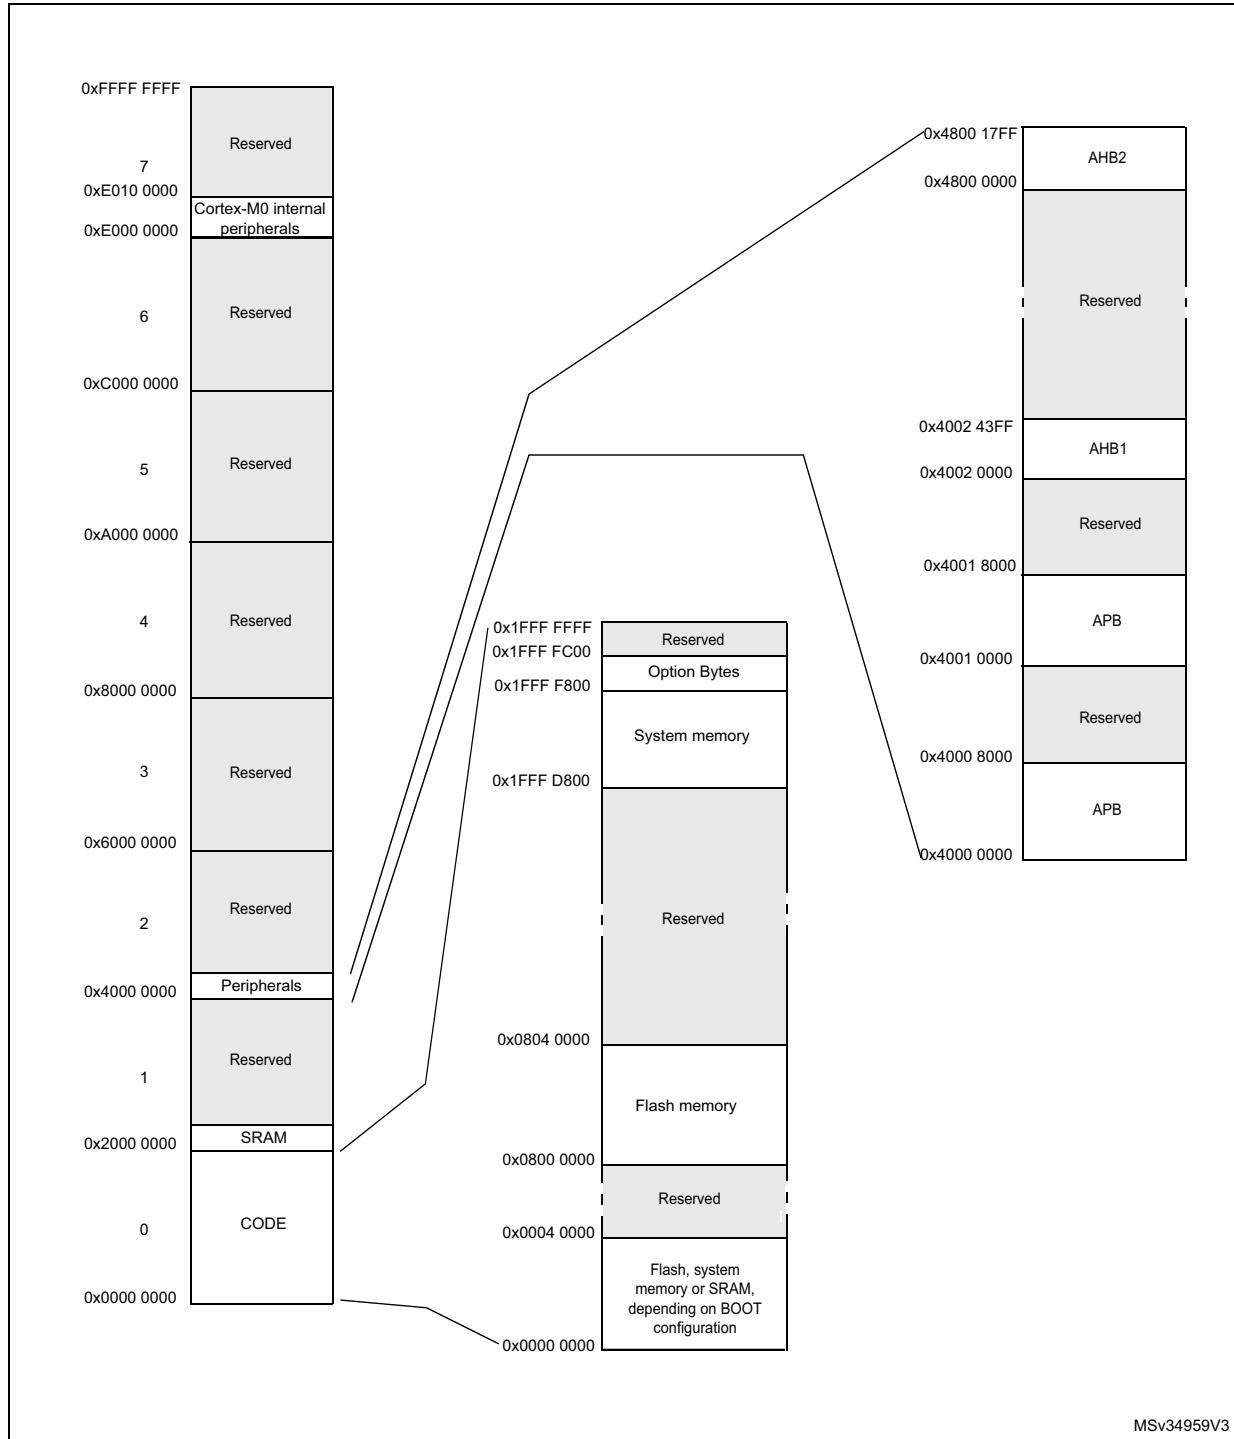 0xFFFF FFFF
Reserved
7
0xE010 0000
Cortex-M0 internal
peripherals
0xE000 0000
Reserved
6
0xC000 0000
Reserved
5
0xA000 0000
Reserved
4
0x8000 0000
Reserved
3
0x6000 0000
Reserved
2
Peripherals
0x4000 0000
Reserved
1
SRAM
0x2000 0000
CODE
0
0x0000 0000
0x1FFF FFFF
Reserved
0x1FFF FC00
Option Bytes
0x1FFF F800
System memory
0x1FFF D800
Reserved
0x0804 0000
Flash memory
0x0800 0000
Reserved
0x0004 0000
Flash, system
memory or SRAM,
depending on BOOT
configuration
0x0000 0000
0x4800 17FF
AHB2
0x4800 0000
Reserved
0x4002 43FF
AHB1
0x4002 0000
Reserved
0x4001 8000
APB
0x4001 0000
Reserved
0x4000 8000
APB
0x4000 0000
MSv34959V3